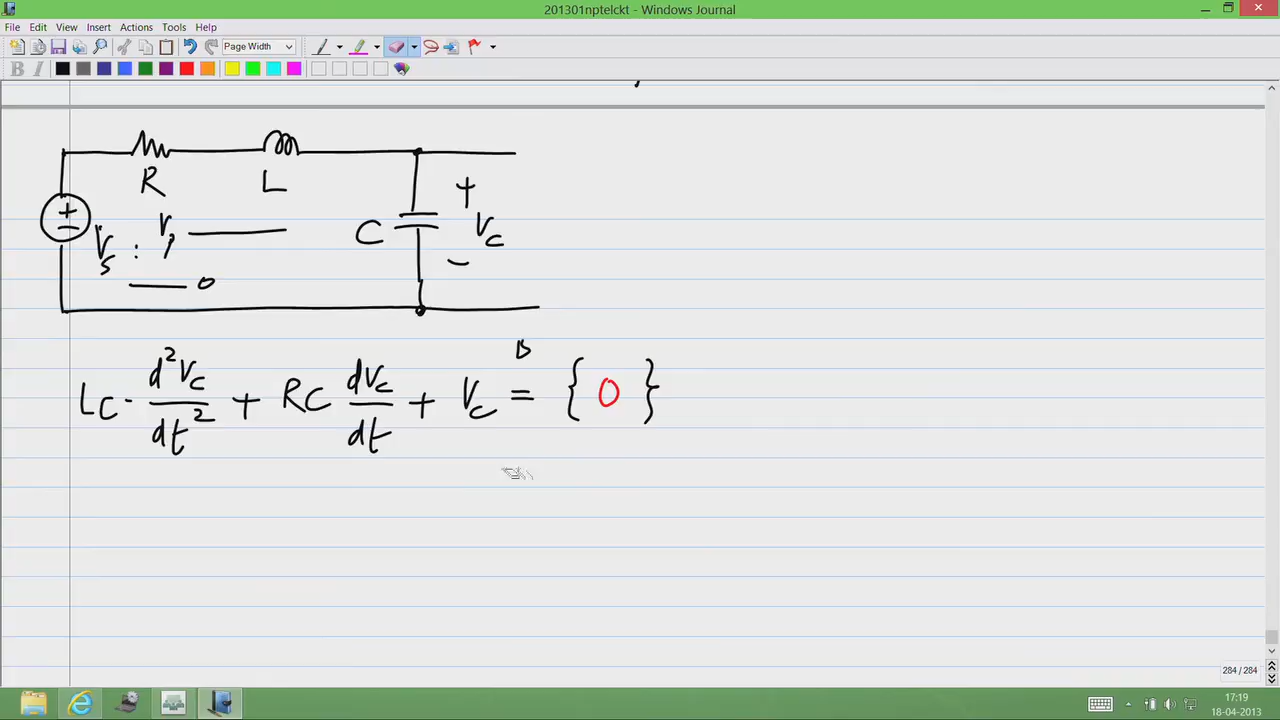 201301nptelckt - Windows Journal
File Edit View Insert Actions Tools Help
Page Width
B I
R L
+
+ −
V_s : V_1
0
C
V_c
−
LC · d²V_c/dt² + RC dV_c/dt + V_c = { 0 }
284 / 284
17:19
18-04-2013